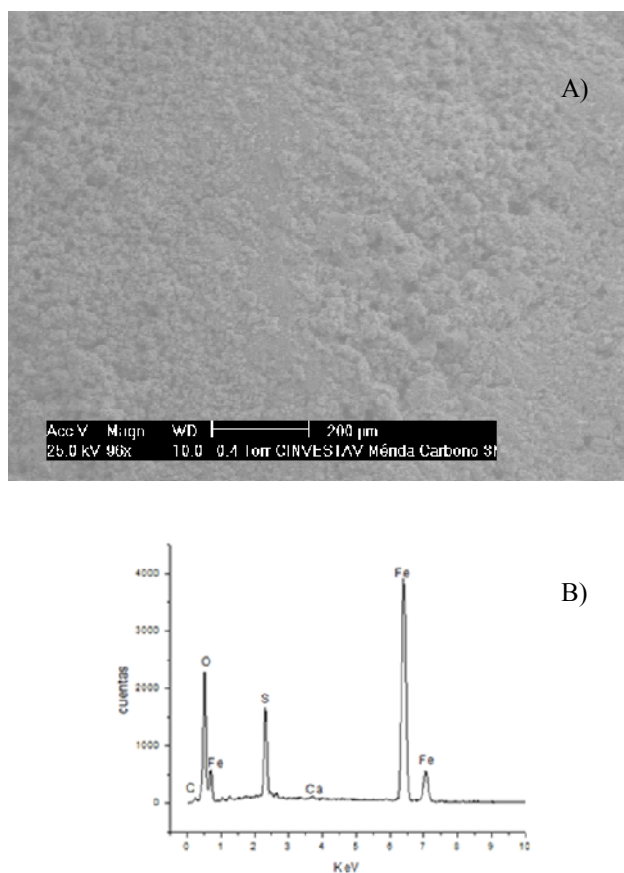 A)
Acc V Magn WD 200 µm
25.0 kV 96x 10.0 0.4 Torr CINVESTAV Mérida Carbono
B)
4000
3000
2000
1000
0
cuentas
C
O
Fe
S
Ca
Fe
Fe
0 1 2 3 4 5 6 7 8 9 10
KeV